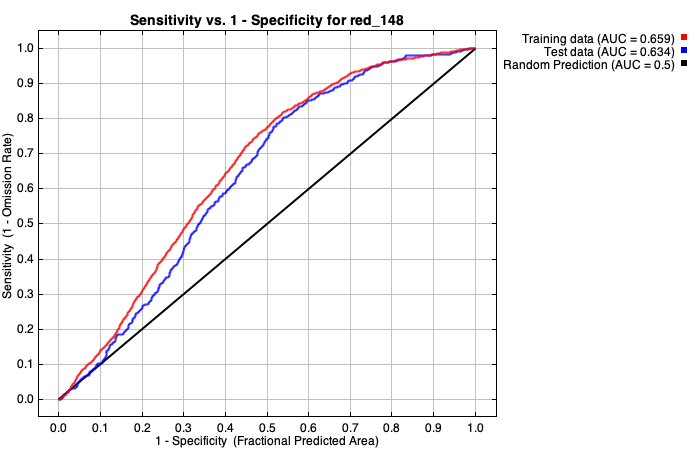 Sensitivity vs. 1 - Specificity for red_148
Training data (AUC = 0.659)
Test data (AUC = 0.634)
Random Prediction (AUC = 0.5)
Sensitivity (1 - Omission Rate)
1.0
0.9
0.8
0.7
0.6
0.5
0.4
0.3
0.2
0.1
0.0
0.0 0.1 0.2 0.3 0.4 0.5 0.6 0.7 0.8 0.9 1.0
1 - Specificity (Fractional Predicted Area)